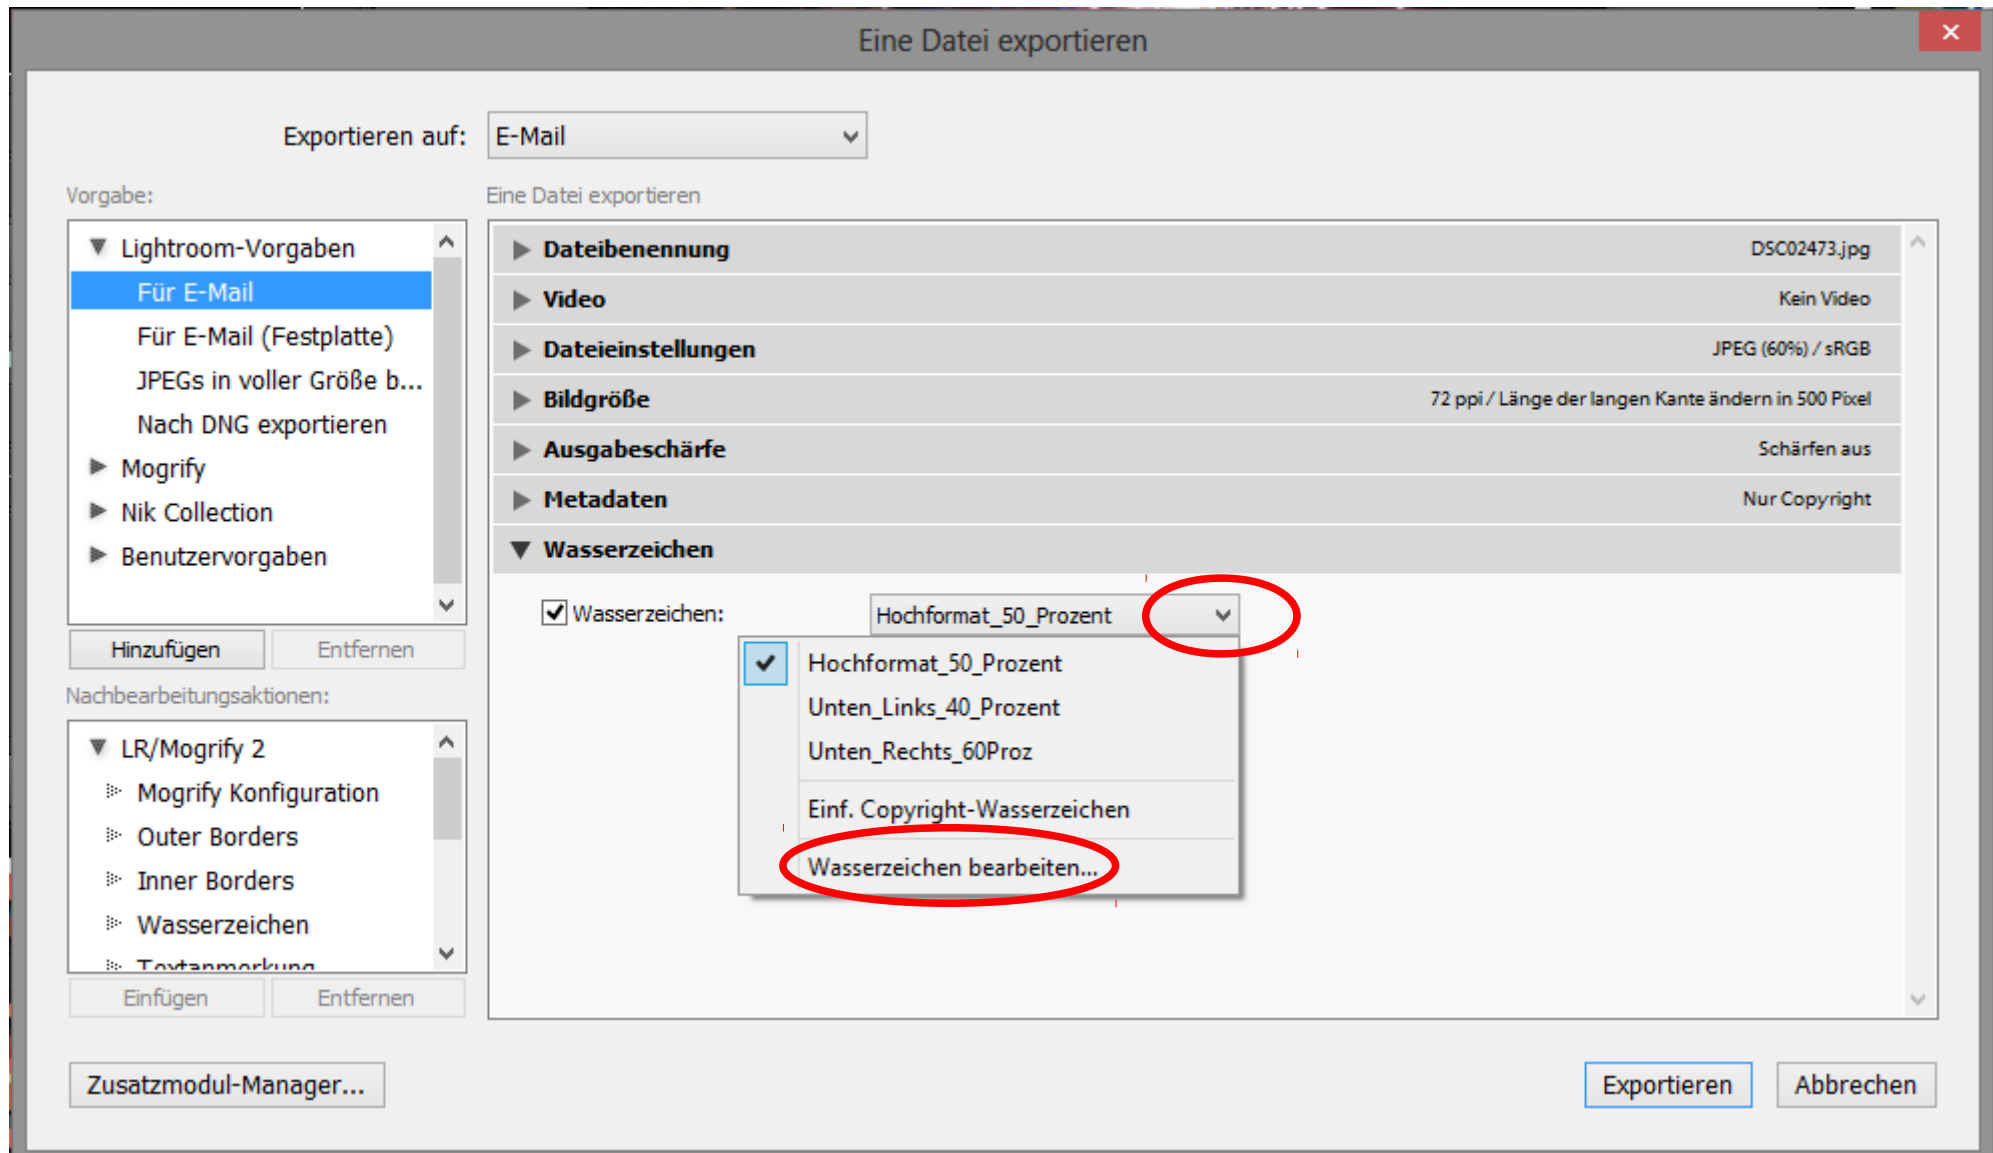 Eine Datei exportieren
Exportieren auf: E-Mail
Vorgabe:
Lightroom-Vorgaben
Für E-Mail
Für E-Mail (Festplatte)
JPEGs in voller Größe b...
Nach DNG exportieren
Mogrify
Nik Collection
Benutzervorgaben
Hinzufügen Entfernen
Nachbearbeitungsaktionen:
LR/Mogrify 2
Mogrify Konfiguration
Outer Borders
Inner Borders
Wasserzeichen
Textanmerkung
Einfügen Entfernen
Eine Datei exportieren
Dateibenennung DSC02473.jpg
Video Kein Video
Dateieinstellungen JPEG (60%) / sRGB
Bildgröße 72 ppi / Länge der langen Kante ändern in 500 Pixel
Ausgabeschärfe Schärfen aus
Metadaten Nur Copyright
Wasserzeichen
Wasserzeichen: Hochformat_50_Prozent
Hochformat_50_Prozent
Unten_Links_40_Prozent
Unten_Rechts_60Proz
Einf. Copyright-Wasserzeichen
Wasserzeichen bearbeiten...
Zusatzmodul-Manager... Exportieren Abbrechen